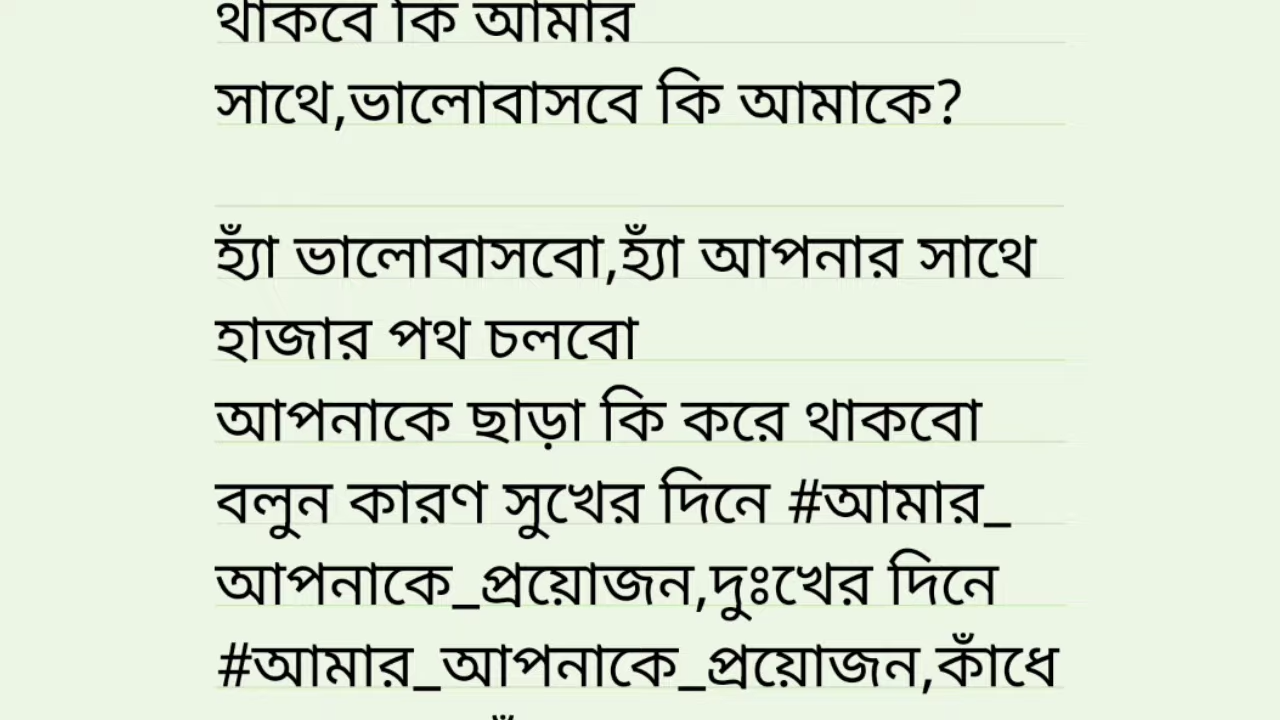 থাকবে কি আমার
সাথে,ভালোবাসবে কি আমাকে?
হ্যাঁ ভালোবাসবো,হ্যাঁ আপনার সাথে
হাজার পথ চলবো
আপনাকে ছাড়া কি করে থাকবো
বলুন কারণ সুখের দিনে #আমার_
আপনাকে_প্রয়োজন,দুঃখের দিনে
#আমার_আপনাকে_প্রয়োজন,কাঁধে